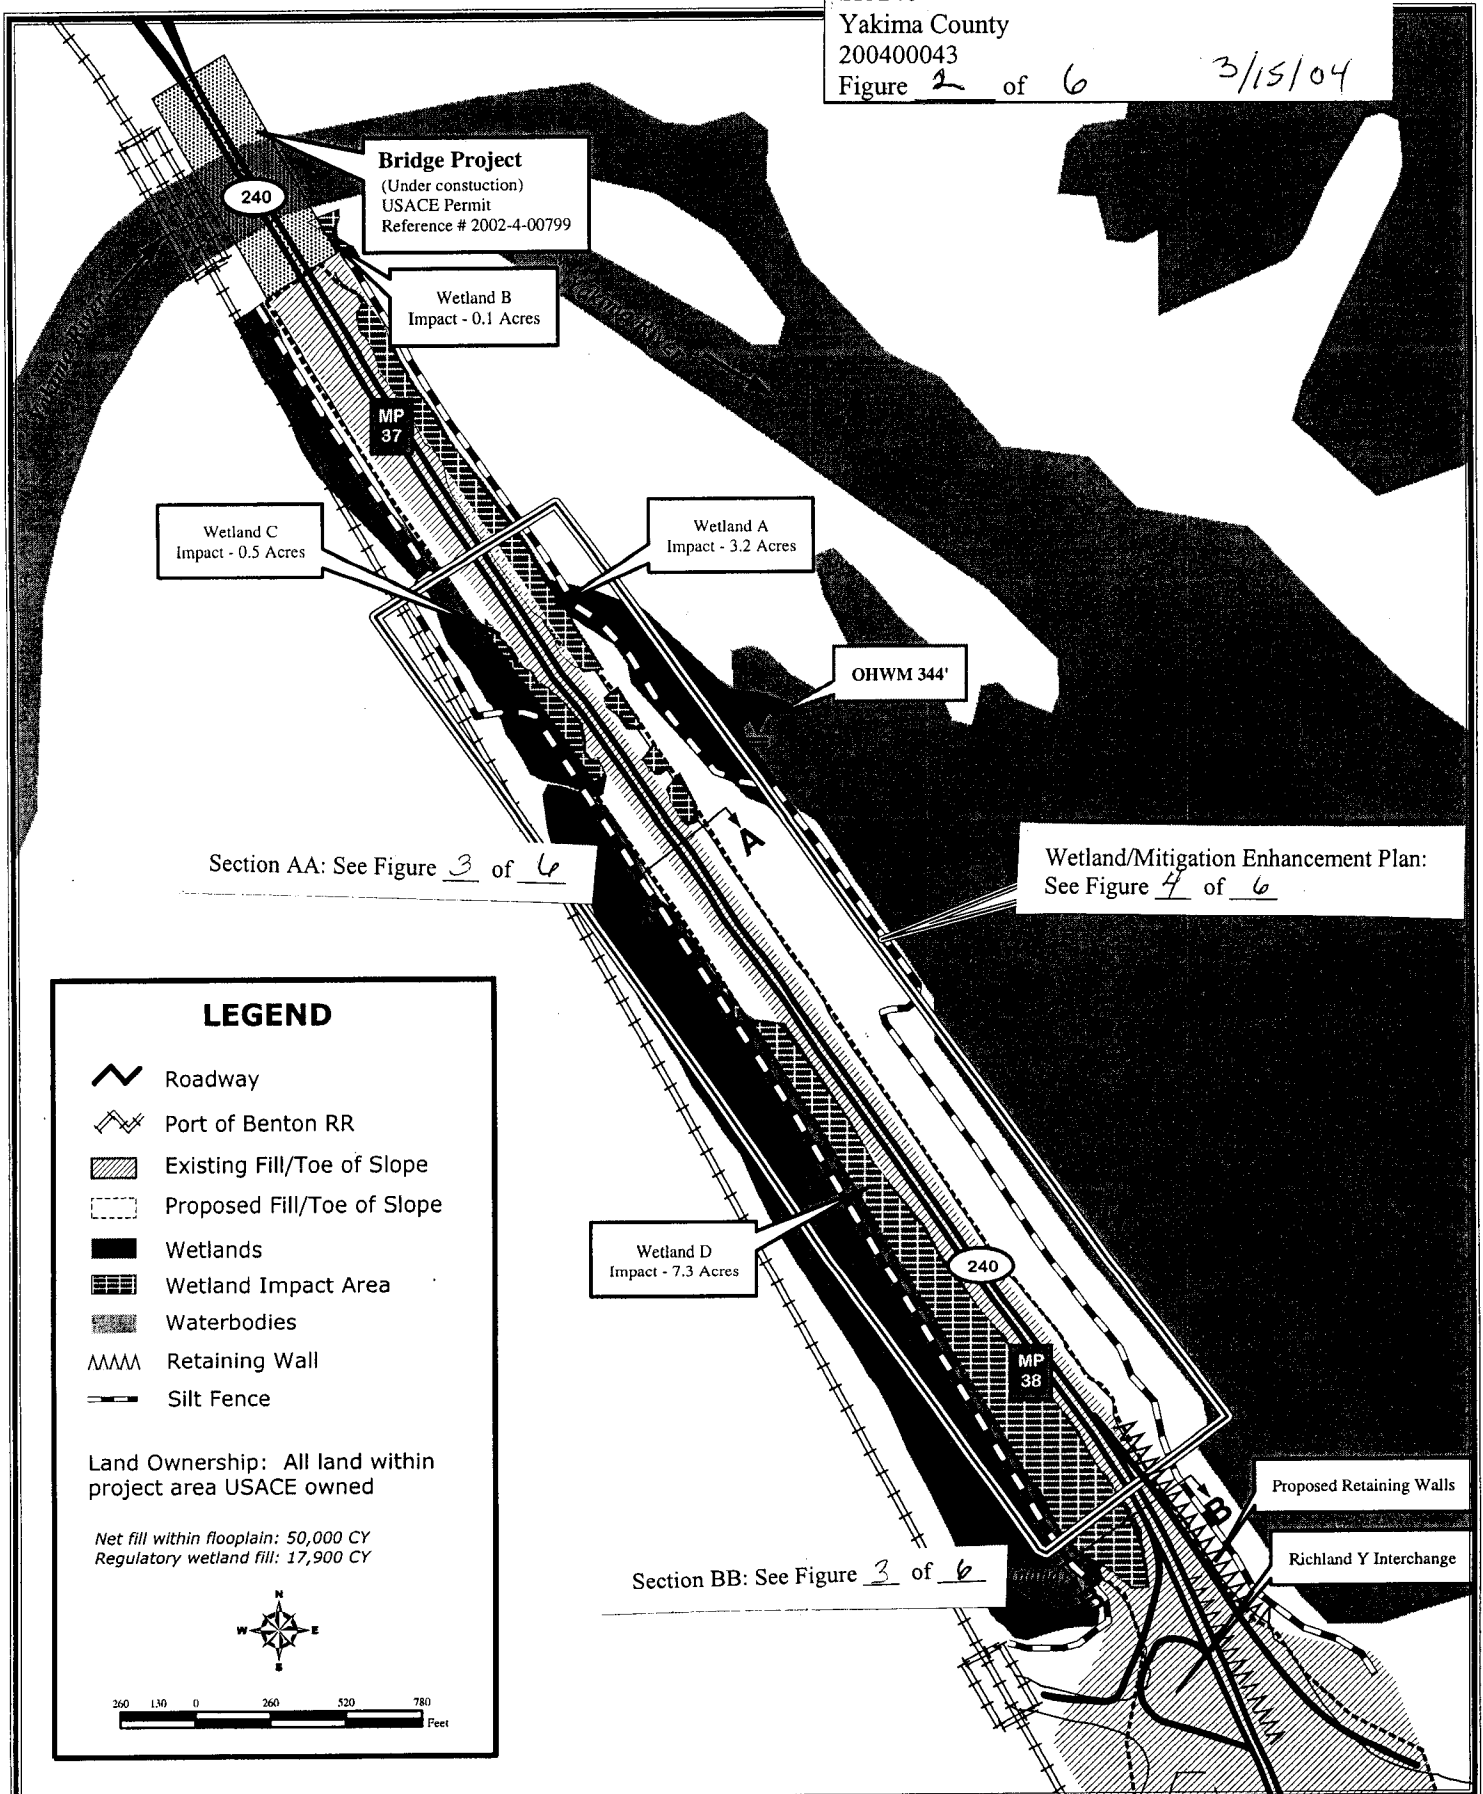 Yakima County
200400043
Figure 2 of 6 3/15/04
Bridge Project
(Under constuction)
USACE Permit
Reference # 2002-4-00799
240
Wetland B
Impact - 0.1 Acres
Yakima River
Yakima River
MP
37
Wetland C
Impact - 0.5 Acres
Wetland A
Impact - 3.2 Acres
OHWM 344'
A
Section AA: See Figure 3 of 6
Wetland/Mitigation Enhancement Plan:
See Figure 4 of 6
LEGEND
Roadway
Port of Benton RR
Existing Fill/Toe of Slope
Proposed Fill/Toe of Slope
Wetlands
Wetland Impact Area
Waterbodies
Retaining Wall
Silt Fence
Land Ownership: All land within
project area USACE owned
Net fill within flooplain: 50,000 CY
Regulatory wetland fill: 17,900 CY
N
W E
S
260 130 0 260 520 780
Feet
Wetland D
Impact - 7.3 Acres
240
MP
38
Proposed Retaining Walls
B
Richland Y Interchange
Section BB: See Figure 3 of 6